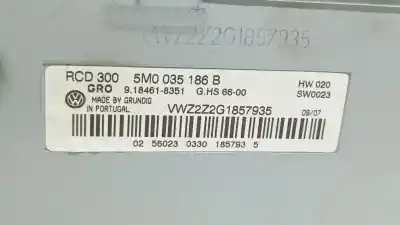 VWZ2Z2G1857935
RCD 300 5M0 035 186 B
GRO 9.18461-8351 G.HS 66-00 HW 020
SW0023
MADE BY GRUNDIG
IN PORTUGAL
VWZ2Z2G1857935 09/07
02 56023 0330 185793 5